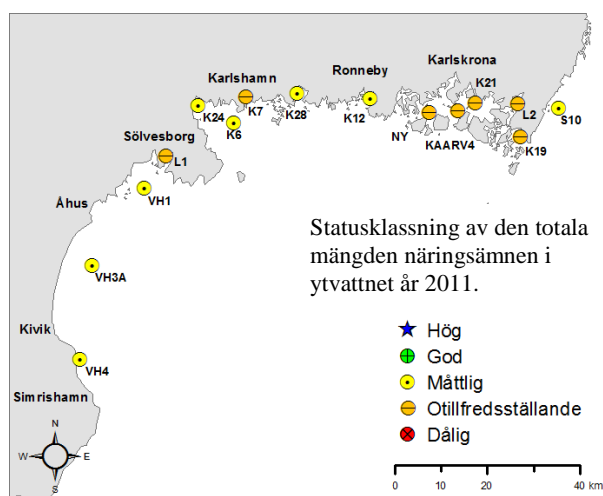 Karlskrona
Ronneby
Karlshamn
K21
K7
K28
K24
K6
K12
L2
S10
NY
KAARV4
K19
Sölvesborg
L1
VH1
Åhus
VH3A
Kivik
VH4
Simrishamn
Statusklassning av den totala
mängden näringsämnen i
ytvattnet år 2011.
Hög
God
Måttlig
Otillfredsställande
Dålig
N
W E
S
0 10 20 40 km